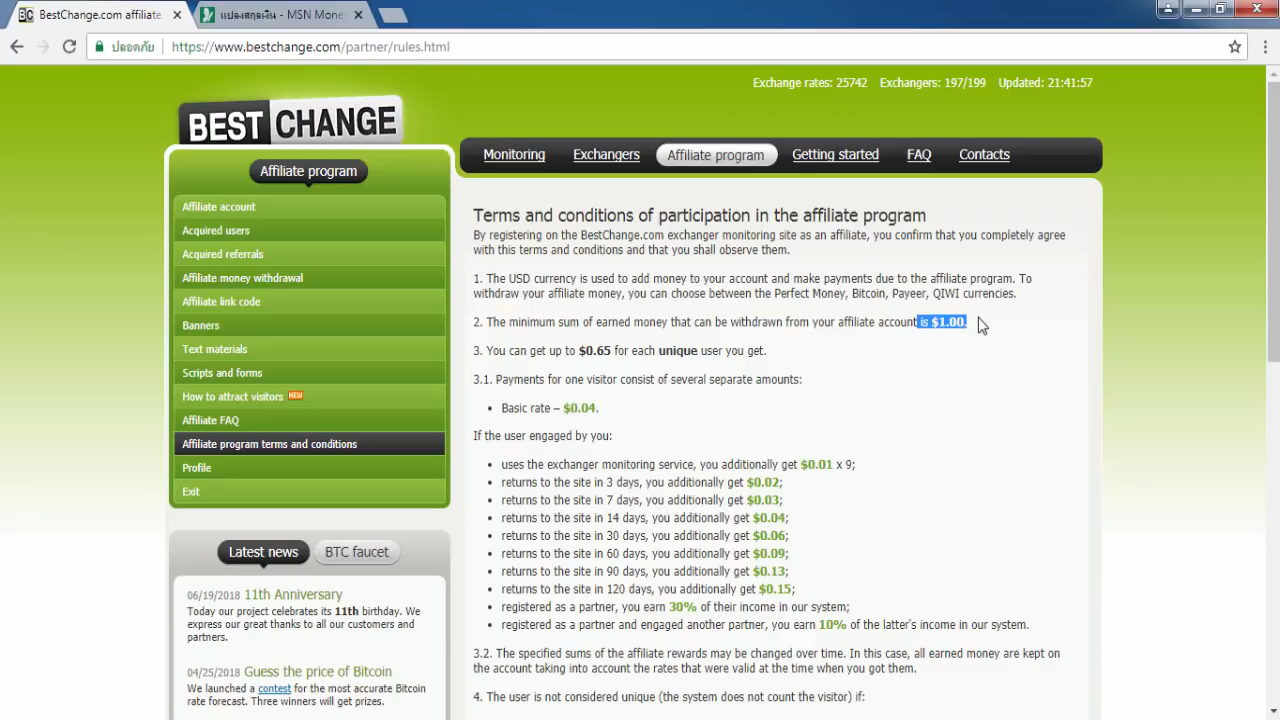 BestChange.com affiliate
แปลงสกุลเงิน - MSN Mone
ปลอดภัย
https://www.bestchange.com/partner/rules.html
Exchange rates: 25742 Exchangers: 197/199 Updated: 21:41:57
BESTCHANGE
Monitoring Exchangers Affiliate program Getting started FAQ Contacts
Affiliate program
Affiliate account
Acquired users
Acquired referrals
Affiliate money withdrawal
Affiliate link code
Banners
Text materials
Scripts and forms
How to attract visitors NEW
Affiliate FAQ
Affiliate program terms and conditions
Profile
Exit
Latest news BTC faucet
06/19/2018 11th Anniversary
Today our project celebrates its 11th birthday. We
express our great thanks to all our customers and
partners.
04/25/2018 Guess the price of Bitcoin
We launched a contest for the most accurate Bitcoin
rate forecast. Three winners will get prizes.
Terms and conditions of participation in the affiliate program
By registering on the BestChange.com exchanger monitoring site as an affiliate, you confirm that you completely agree
with this terms and conditions and that you shall observe them.
1. The USD currency is used to add money to your account and make payments due to the affiliate program. To
withdraw your affiliate money, you can choose between the Perfect Money, Bitcoin, Payeer, QIWI currencies.
2. The minimum sum of earned money that can be withdrawn from your affiliate account is $1.00.
3. You can get up to $0.65 for each unique user you get.
3.1. Payments for one visitor consist of several separate amounts:
• Basic rate – $0.04.
If the user engaged by you:
• uses the exchanger monitoring service, you additionally get $0.01 x 9;
• returns to the site in 3 days, you additionally get $0.02;
• returns to the site in 7 days, you additionally get $0.03;
• returns to the site in 14 days, you additionally get $0.04;
• returns to the site in 30 days, you additionally get $0.06;
• returns to the site in 60 days, you additionally get $0.09;
• returns to the site in 90 days, you additionally get $0.13;
• returns to the site in 120 days, you additionally get $0.15;
• registered as a partner, you earn 30% of their income in our system;
• registered as a partner and engaged another partner, you earn 10% of the latter's income in our system.
3.2. The specified sums of the affiliate rewards may be changed over time. In this case, all earned money are kept on
the account taking into account the rates that were valid at the time when you got them.
4. The user is not considered unique (the system does not count the visitor) if: